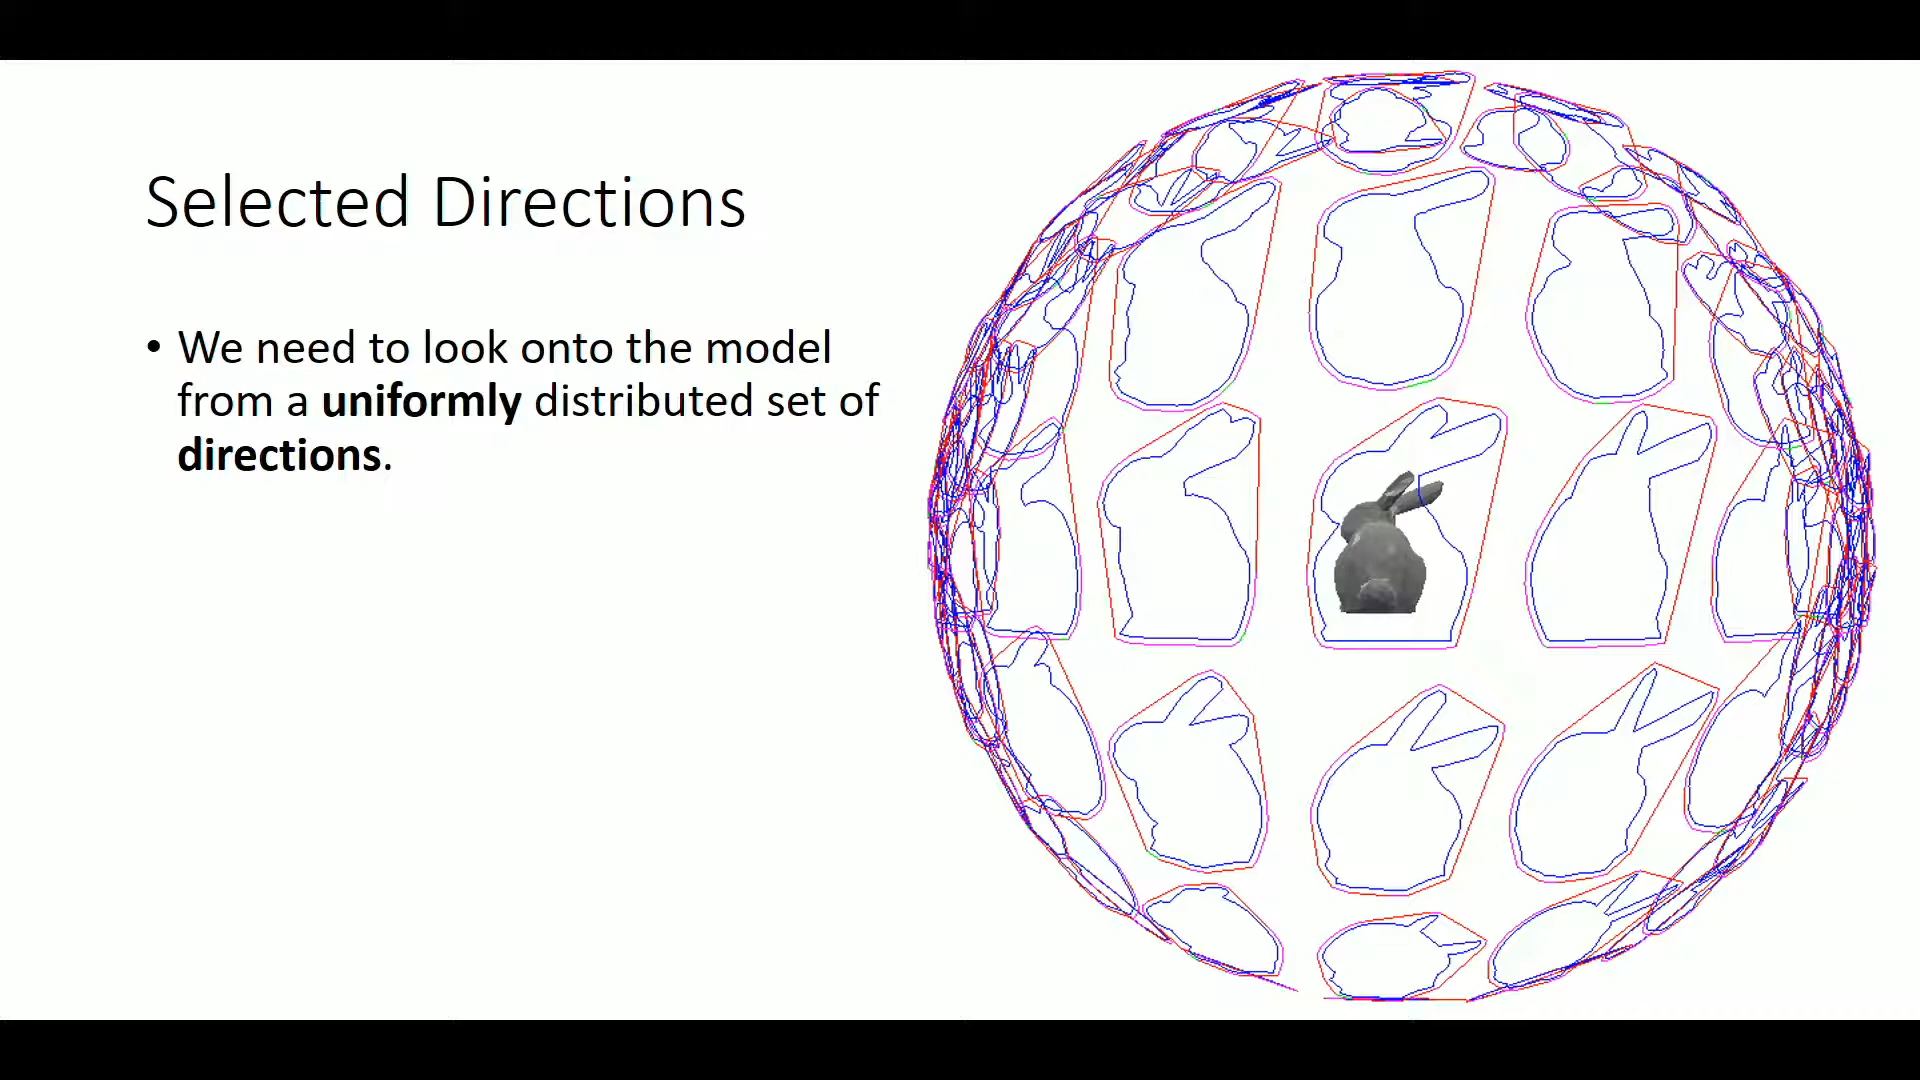 Selected Directions
• We need to look onto the model
from a uniformly distributed set of
directions.